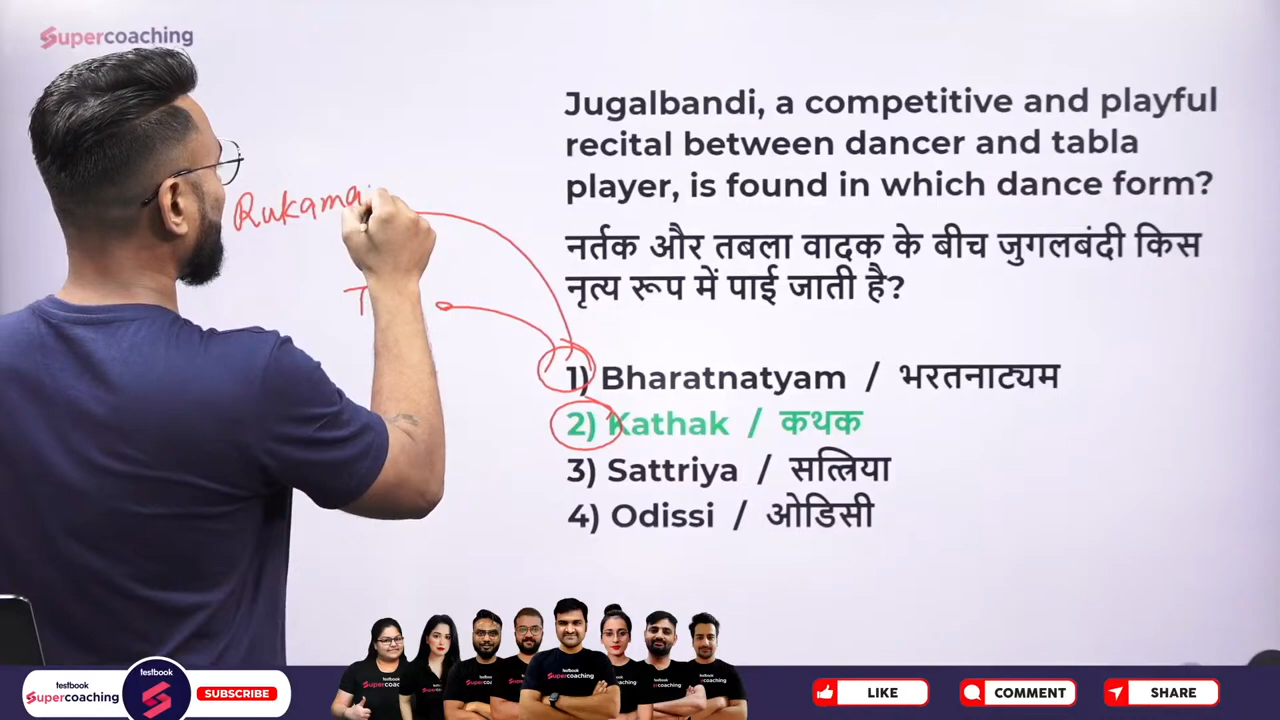 Supercoaching
Jugalbandi, a competitive and playful
recital between dancer and tabla
player, is found in which dance form?
Rukama
नर्तक और तबला वादक के बीच जुगलबंदी किस
नृत्य रूप में पाई जाती है?
T
1) Bharatnatyam / भरतनाट्यम
2) Kathak / कथक
3) Sattriya / सत्त्रिया
4) Odissi / ओडिसी
testbook
Supercoaching
testbook
SUBSCRIBE
LIKE
COMMENT
SHARE